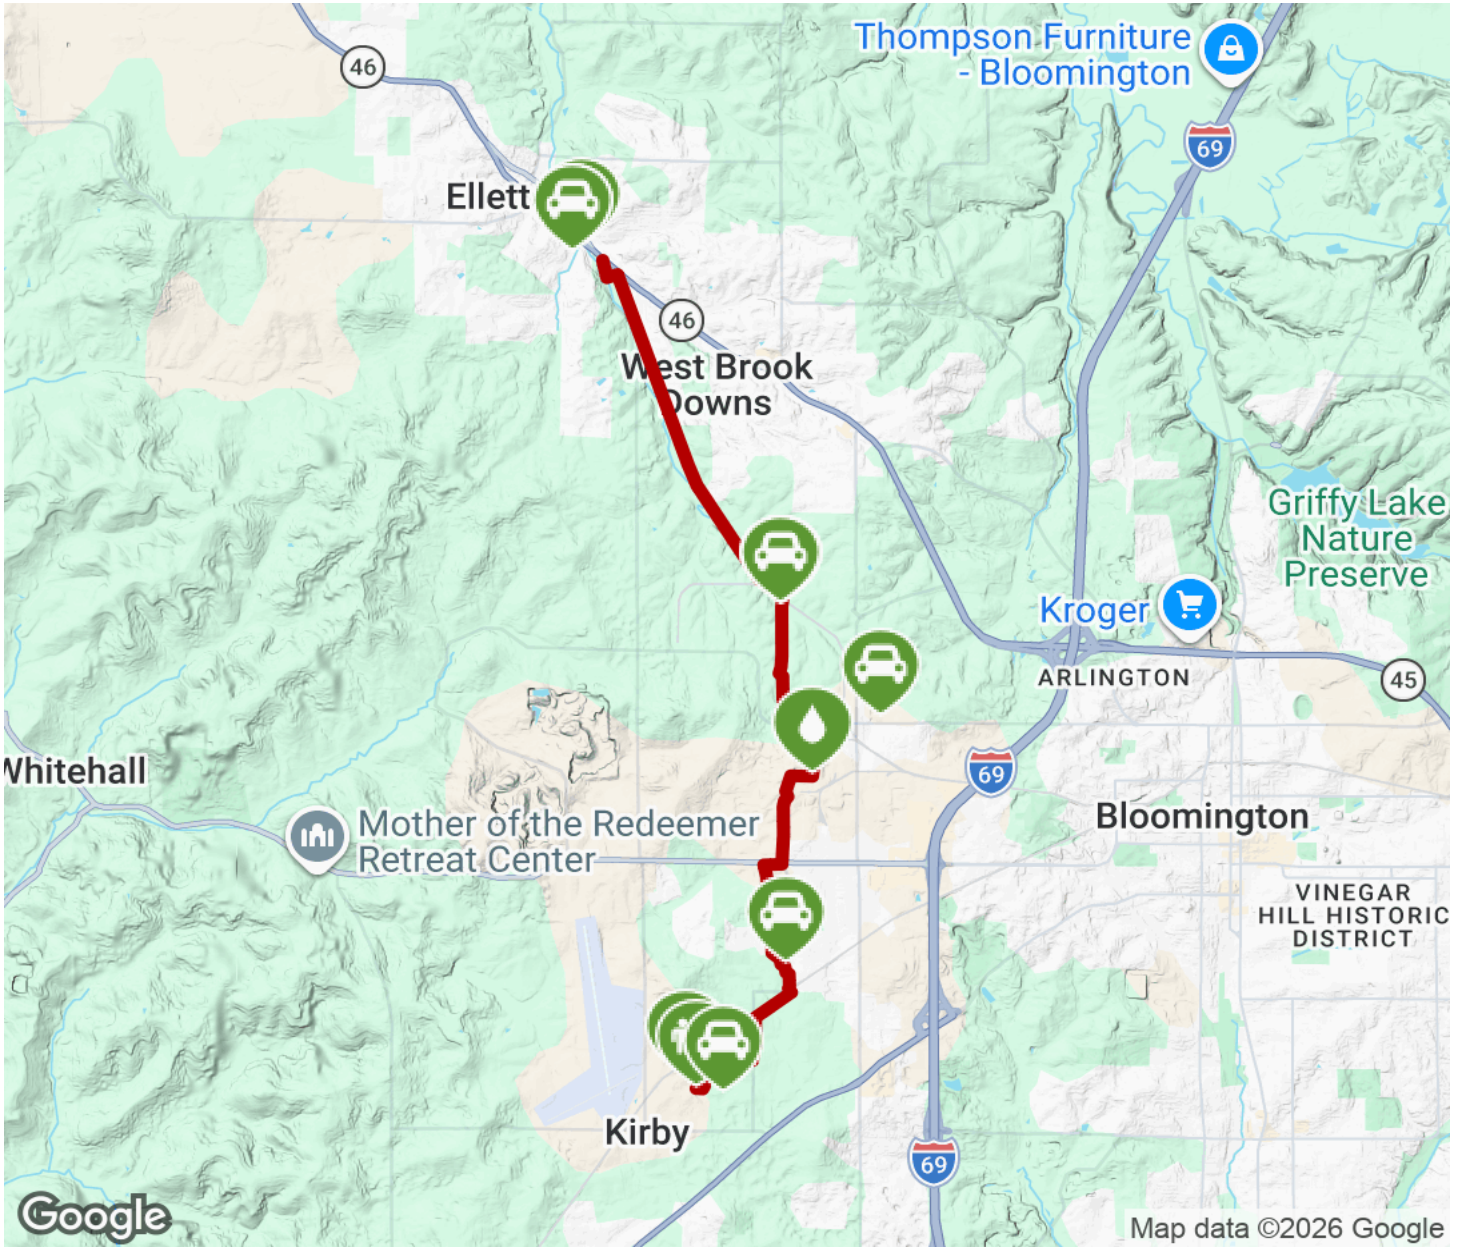 Thompson Furniture
- Bloomington
46
69
Ellett
46
West Brook
Downs
Griffy Lake
Nature
Preserve
Kroger
ARLINGTON
45
Whitehall
69
Mother of the Redeemer
Retreat Center
Bloomington
VINEGAR
HILL HISTORIC
DISTRICT
Kirby
69
Google
Map data ©2026 Google